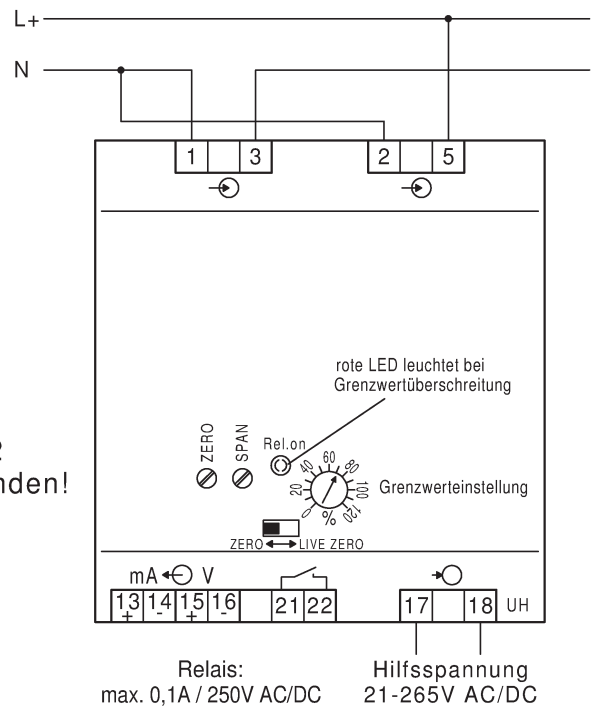 L+
N
1 3 2 5
rote LED leuchtet bei
Grenzwertüberschreitung
2
nden!
ZERO
SPAN
Rel.on
0 20 40 60 80 100 120
%
Grenzwerteinstellung
ZERO LIVE ZERO
mA V
13 14 15 16 21 22 17 18 UH
+ - + -
Relais:
max. 0,1A / 250V AC/DC
Hilfsspannung
21-265V AC/DC